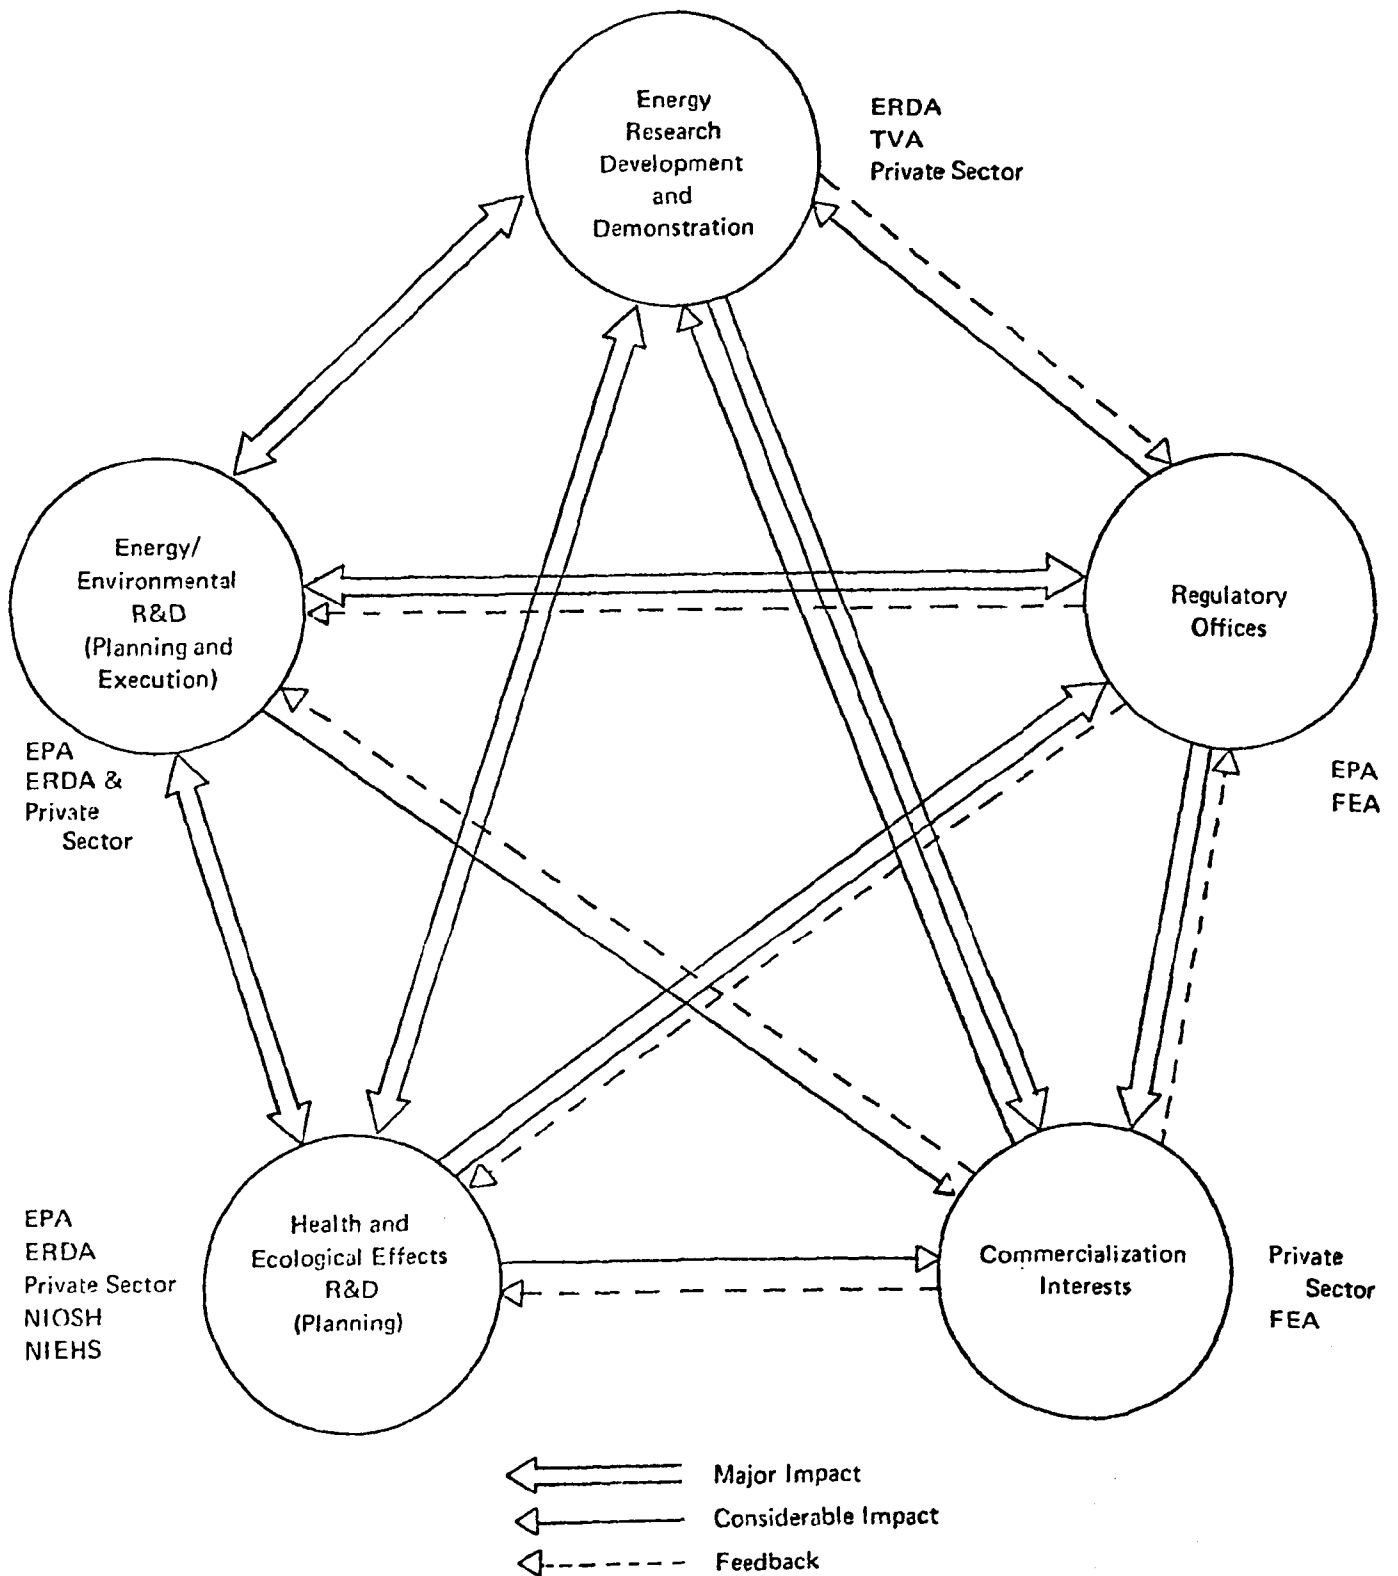 Energy
Research
Development
and
Demonstration
ERDA
TVA
Private Sector
Energy/
Environmental
R&D
(Planning and
Execution)
EPA
ERDA &
Private
Sector
Regulatory
Offices
EPA
FEA
EPA
ERDA
Private Sector
NIOSH
NIEHS
Health and
Ecological Effects
R&D
(Planning)
Commercialization
Interests
Private
Sector
FEA
Major Impact
Considerable Impact
Feedback